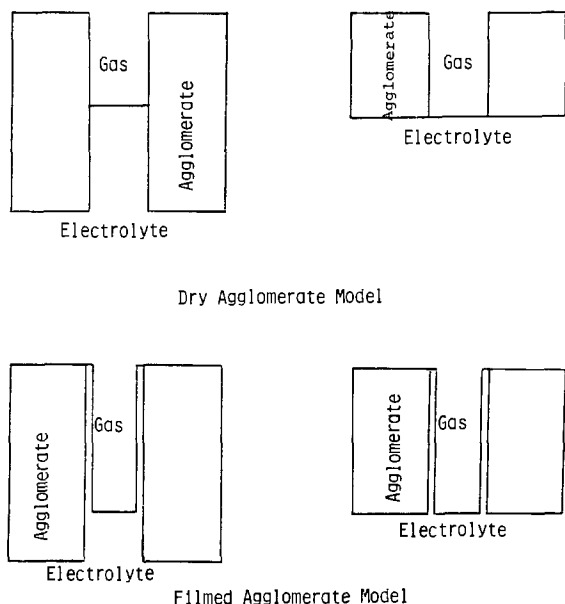 Gas
Agglomerate
Electrolyte
Agglomerate
Gas
Electrolyte
Dry Agglomerate Model
Agglomerate
Gas
Electrolyte
Agglomerate
Gas
Electrolyte
Filmed Agglomerate Model